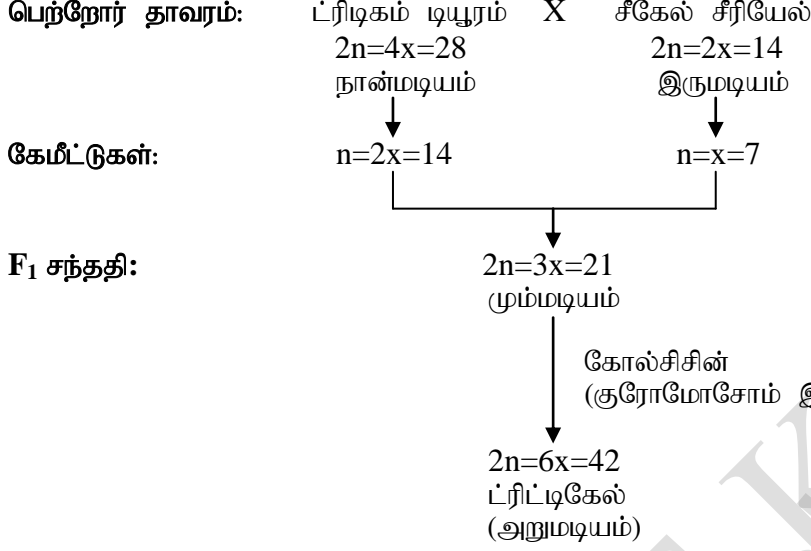 பெற்றோர் தாவரம்: ட்ரிடிகம் டியூரம் X சீகேல் சீரியேல்
2n=4x=28 2n=2x=14
நான்மடியம் இருமடியம்
கேமீட்டுகள்: n=2x=14 n=x=7
F₁ சந்ததி: 2n=3x=21
மும்மடியம்
கோல்சிசின்
(குரோமோசோம்
2n=6x=42
ட்ரிட்டிகேல்
(அறுமடியம்)